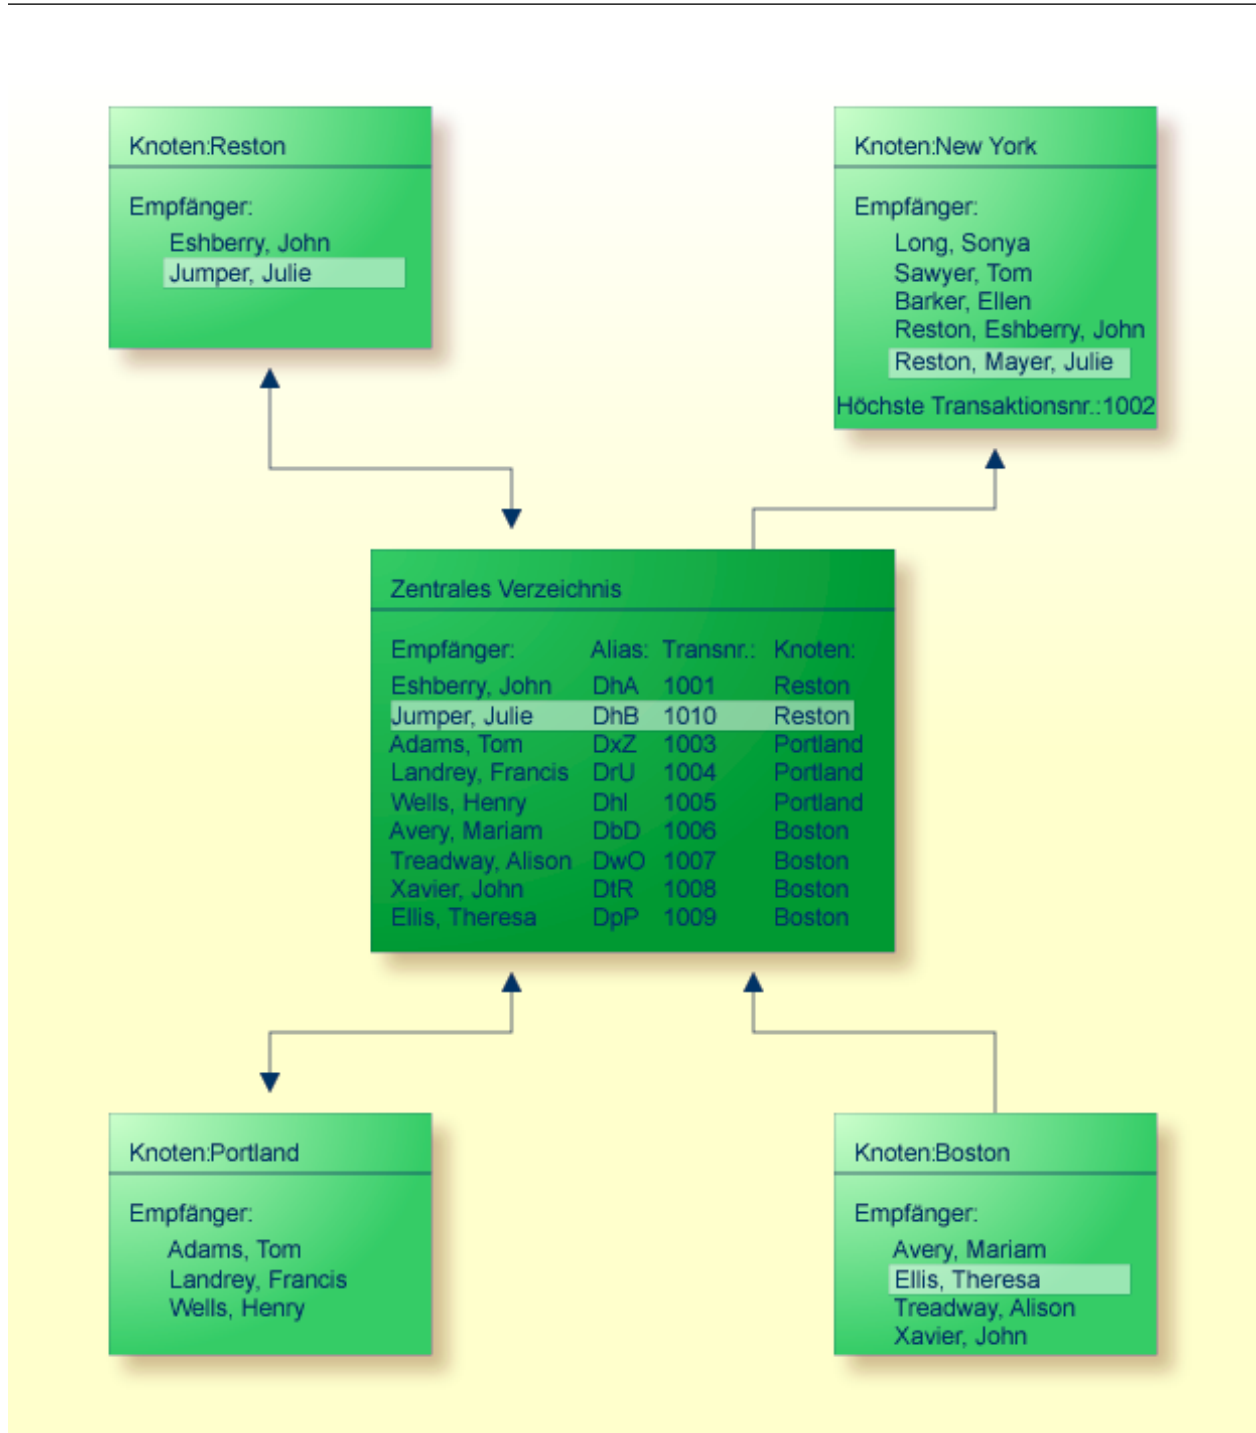 Knoten:Reston
Empfänger:
Eshberry, John
Jumper, Julie
Knoten:New York
Empfänger:
Long, Sonya
Sawyer, Tom
Barker, Ellen
Reston, Eshberry, John
Reston, Mayer, Julie
Höchste Transaktionsnr.:1002
Zentrales Verzeichnis
Empfänger: Alias: Transnr.: Knoten:
Eshberry, John DhA 1001 Reston
Jumper, Julie DhB 1010 Reston
Adams, Tom DxZ 1003 Portland
Landrey, Francis DrU 1004 Portland
Wells, Henry DhI 1005 Portland
Avery, Mariam DbD 1006 Boston
Treadway, Alison DwO 1007 Boston
Xavier, John DtR 1008 Boston
Ellis, Theresa DpP 1009 Boston
Knoten:Portland
Empfänger:
Adams, Tom
Landrey, Francis
Wells, Henry
Knoten:Boston
Empfänger:
Avery, Mariam
Ellis, Theresa
Treadway, Alison
Xavier, John